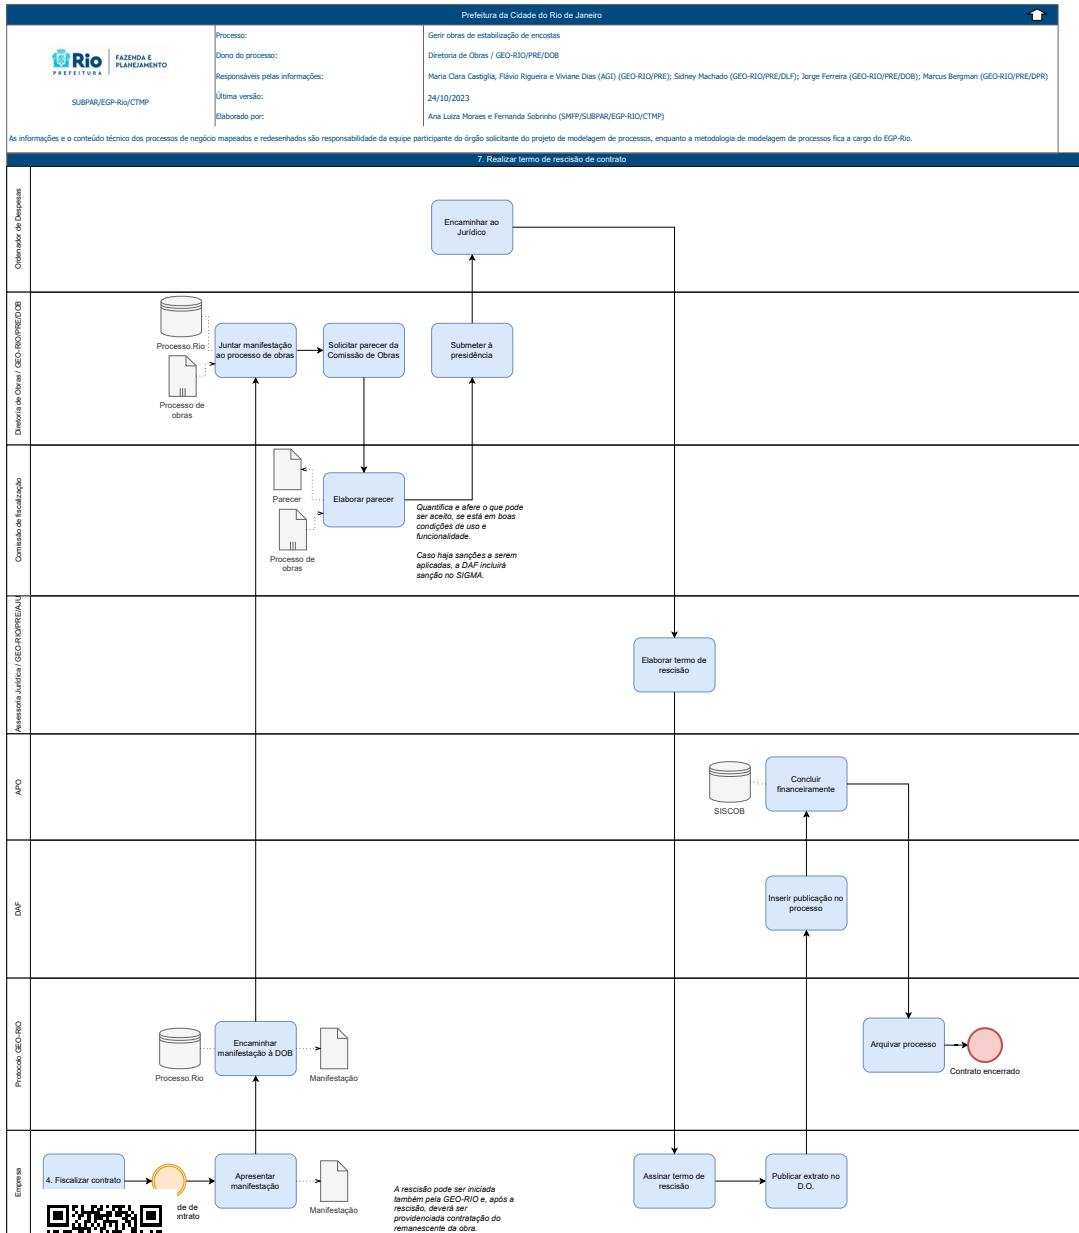 Prefeitura da Cidade do Rio de Janeiro
Rio
PREFEITURA
FAZENDA E
PLANEJAMENTO
SUBPAR/EGP-Rio/CTMP
Processo:
Gerir obras de estabilização de encostas
Dono do processo:
Diretoria de Obras / GEO-RIO/PRE/DOB
Responsáveis pelas informações:
Maria Clara Castiglia, Flávio Rigueira e Viviane Dias (AGI) (GEO-RIO/PRE); Sidney Machado (GEO-RIO/PRE/DLF); Jorge Ferreira (GEO-RIO/PRE/DOB); Marcus Bergman (GEO-RIO/PRE/DPR)
Última versão:
24/10/2023
Elaborado por:
Ana Luiza Moraes e Fernanda Sobrinho (SMFP/SUBPAR/EGP-RIO/CTMP)
As informações e o conteúdo técnico dos processos de negócio mapeados e redesenhados são responsabilidade da equipe participante do órgão solicitante do projeto de modelagem de processos, enquanto a metodologia de modelagem de processos fica a cargo do EGP-Rio.
7. Realizar termo de rescisão de contrato
Ordenador de Despesas
Encaminhar ao
Jurídico
Diretoria de Obras / GEO-RIO/PRE/DOB
Processo.Rio
Processo de
obras
Juntar manifestação
ao processo de obras
Solicitar parecer da
Comissão de Obras
Submeter à
presidência
Comissão de fiscalização
Parecer
Processo de
obras
Elaborar parecer
Quantifica e afere o que pode
ser aceito, se está em boas
condições de uso e
funcionalidade.
Caso haja sanções a serem
aplicadas, a DAF incluirá
sanção no SIGMA.
Assessoria Jurídica / GEO-RIO/PRE/AJU
Elaborar termo de
rescisão
APO
SISCOB
Concluir
financeiramente
DAF
Inserir publicação no
processo
Protocolo GEO-RIO
Processo.Rio
Encaminhar
manifestação à DOB
Manifestação
Arquivar processo
Contrato encerrado
Empresa
4. Fiscalizar contrato
de de
ontrato
Apresentar
manifestação
Manifestação
A rescisão pode ser iniciada
também pela GEO-RIO e, após a
rescisão, deverá ser
providenciada contratação do
remanescente da obra.
Assinar termo de
rescisão
Publicar extrato no
D.O.